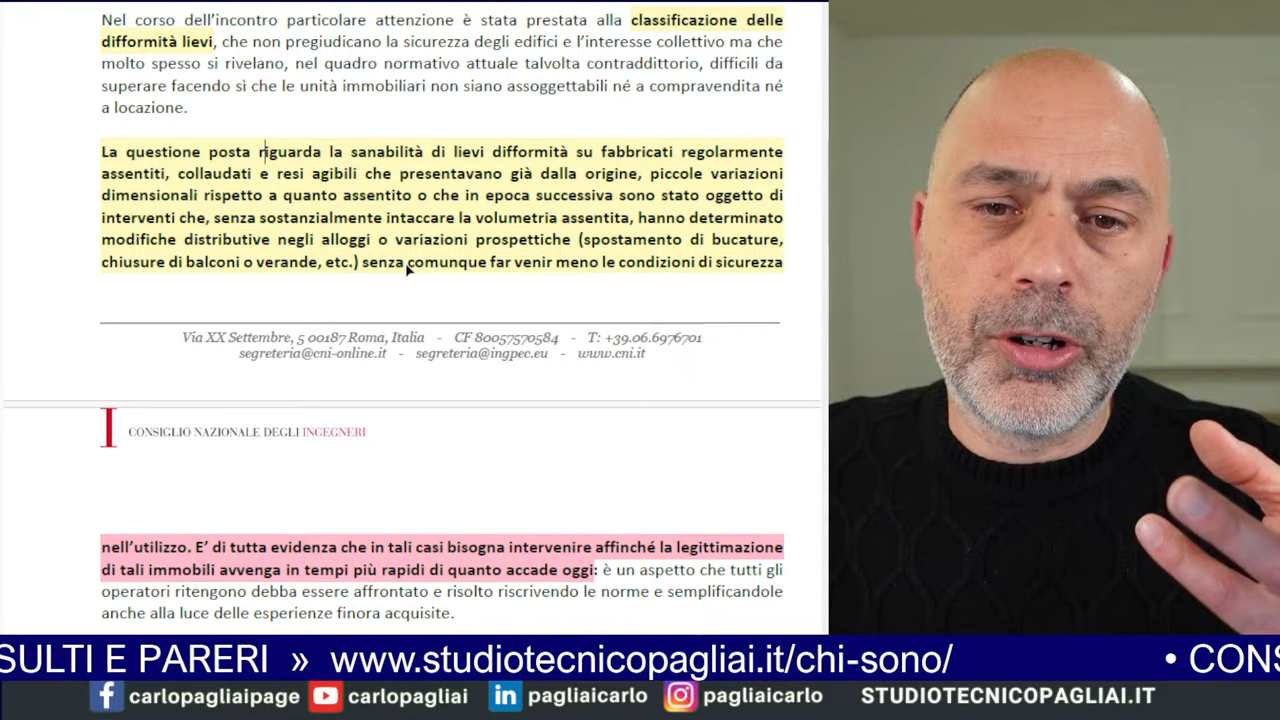 Nel corso dell’incontro particolare attenzione è stata prestata alla classificazione delle
difformità lievi, che non pregiudicano la sicurezza degli edifici e l’interesse collettivo ma che
molto spesso si rivelano, nel quadro normativo attuale talvolta contraddittorio, difficili da
superare facendo sì che le unità immobiliari non siano assoggettabili né a compravendita né
a locazione.
La questione posta riguarda la sanabilità di lievi difformità su fabbricati regolarmente
assentiti, collaudati e resi agibili che presentavano già dalla origine, piccole variazioni
dimensionali rispetto a quanto assentito o che in epoca successiva sono stato oggetto di
interventi che, senza sostanzialmente intaccare la volumetria assentita, hanno determinato
modifiche distributive negli alloggi o variazioni prospettiche (spostamento di bucature,
chiusure di balconi o verande, etc.) senza comunque far venir meno le condizioni di sicurezza
Via XX Settembre, 5 00187 Roma, Italia - CF 80057570584 - T: +39.06.6976701
segreteria@cni-online.it - segreteria@ingpec.eu - www.cni.it
CONSIGLIO NAZIONALE DEGLI INGEGNERI
nell’utilizzo. E’ di tutta evidenza che in tali casi bisogna intervenire affinché la legittimazione
di tali immobili avvenga in tempi più rapidi di quanto accade oggi: è un aspetto che tutti gli
operatori ritengono debba essere affrontato e risolto riscrivendo le norme e semplificandole
anche alla luce delle esperienze finora acquisite.
SULTI E PARERI » www.studiotecnicopagliai.it/chi-sono/ • CONS
carlopagliaipage carlopagliai pagliaicarlo pagliaicarlo STUDIOTECNICOPAGLIAI.IT